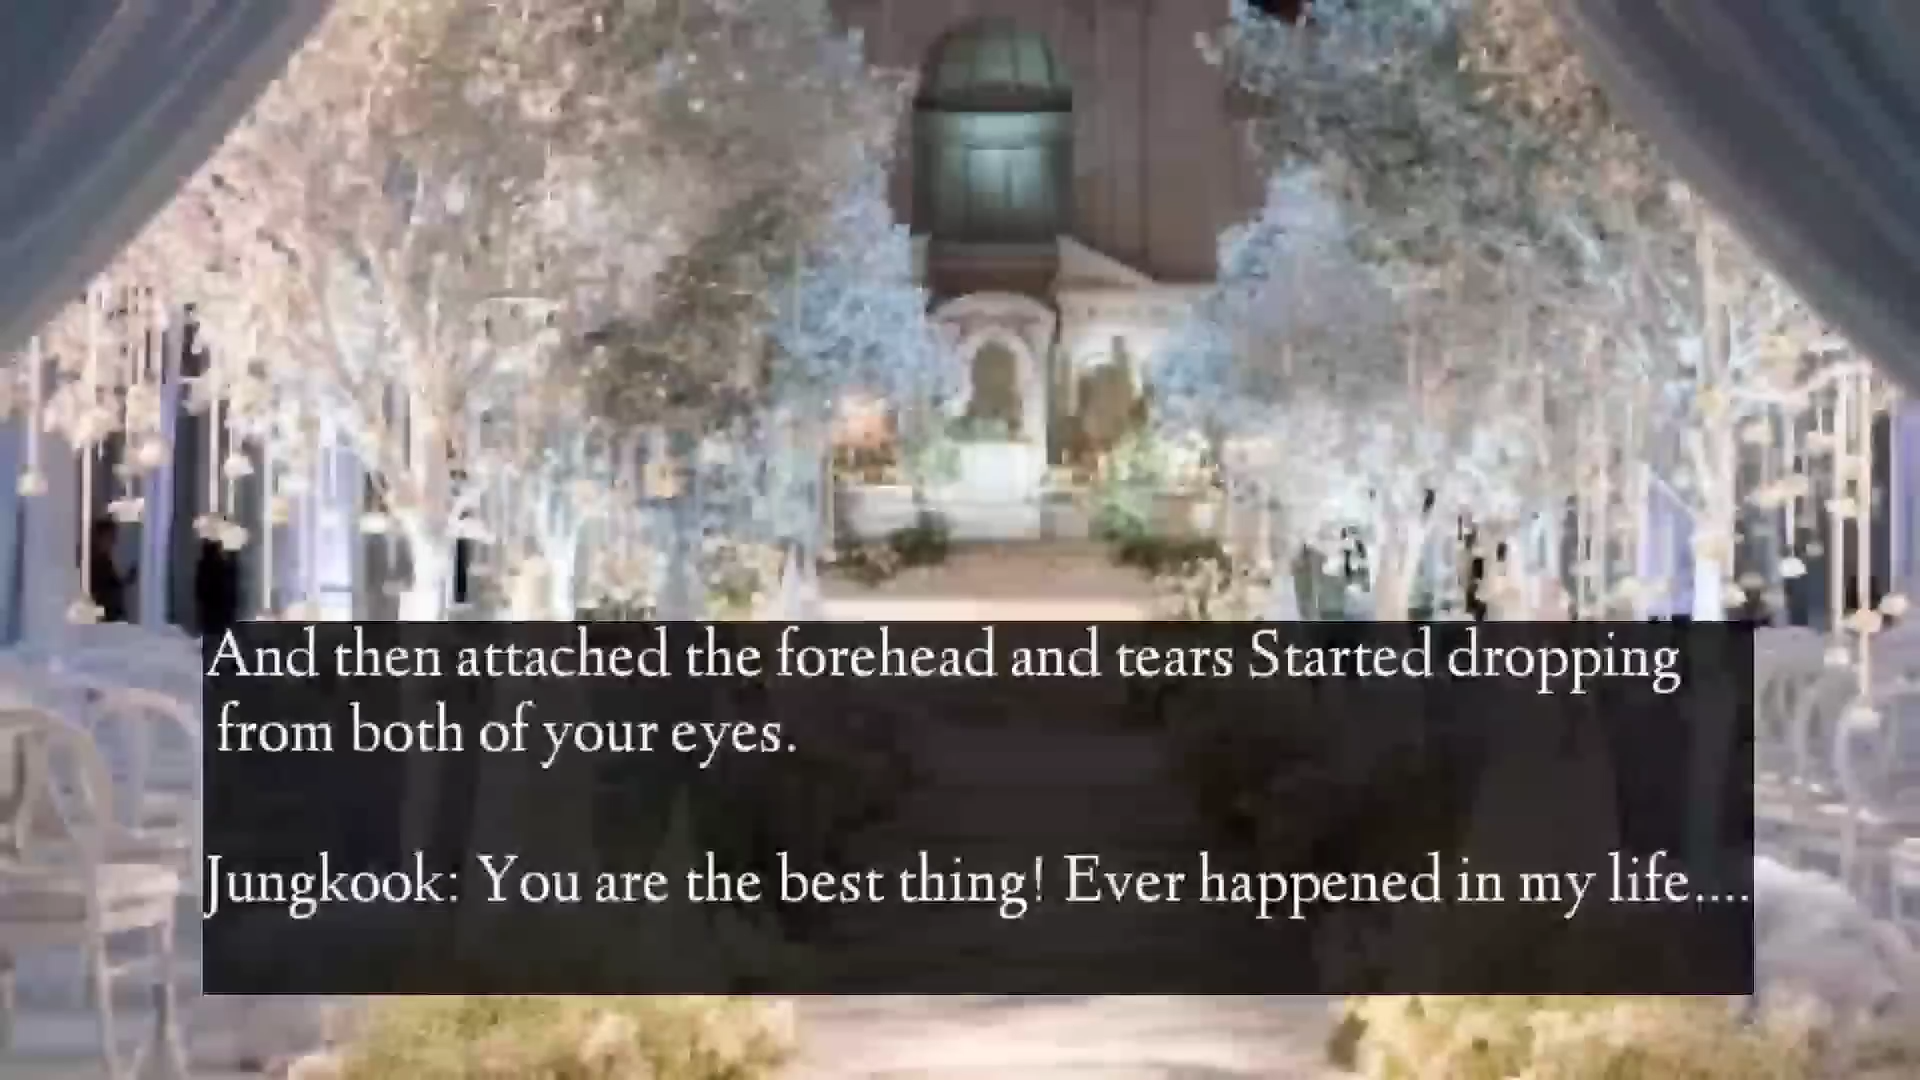 And then attached the forehead and tears Started dropping
from both of your eyes.
Jungkook: You are the best thing! Ever happened in my life....